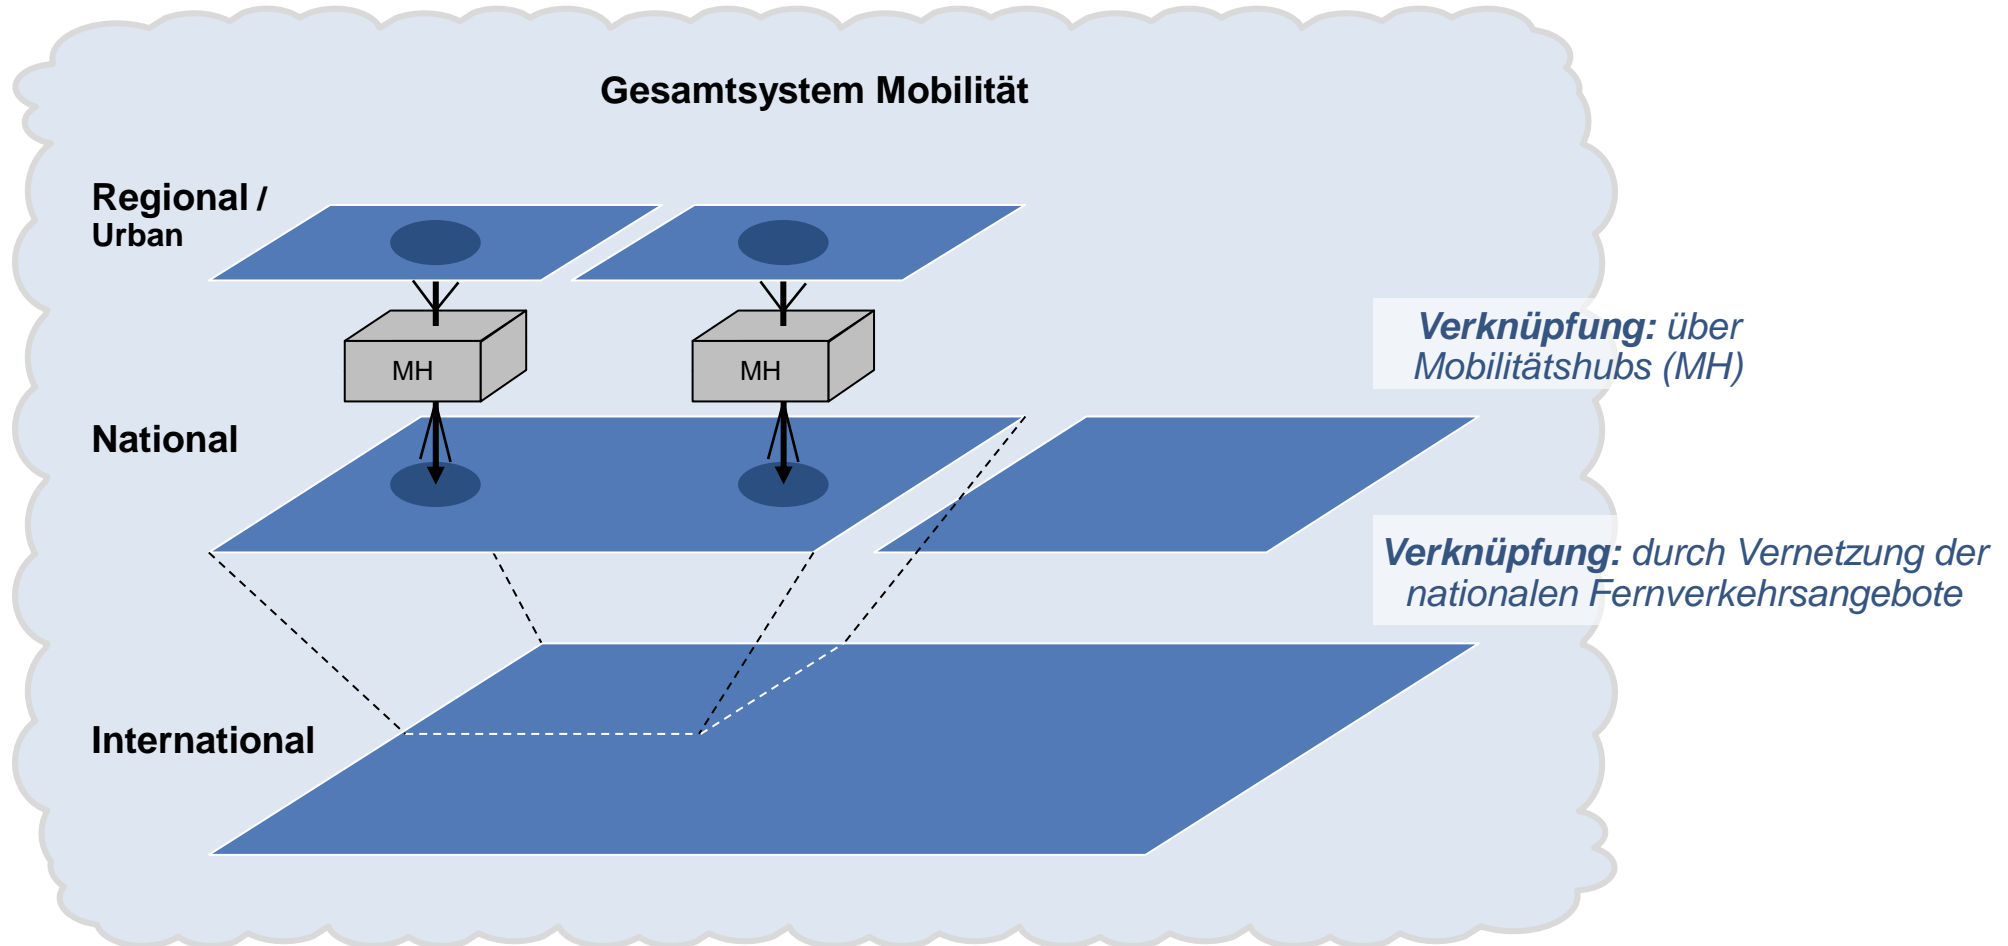 Gesamtsystem Mobilität
Regional /
Urban
MH
MH
Verknüpfung: über
Mobilitätshubs (MH)
National
Verknüpfung: durch Vernetzung der
nationalen Fernverkehrsangebote
International